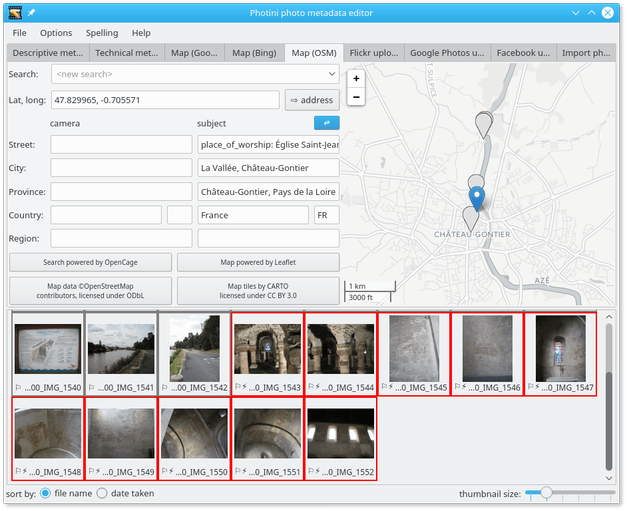 Photini photo metadata editor
File Options Spelling Help
Descriptive met... Technical met... Map (Goo... Map (Bing) Map (OSM) Flickr uplo... Google Photos u... Facebook u... Import ph...
Search: <new search>
Lat, long: 47.829965, -0.705571 ⇨ address
camera subject
Street: place_of_worship: Église Saint-Jean
City: La Vallée, Château-Gontier
Province: Château-Gontier, Pays de la Loire
Country: France FR
Region:
Search powered by OpenCage Map powered by Leaflet
Map data ©OpenStreetMap
contributors, licensed under ODbL
Map tiles by CARTO
licensed under CC BY 3.0
+
−
T-SULPICE
CHÂTEAU-GONTIER
AZÉ
1 km
3000 ft
...00_IMG_1540 ...00_IMG_1541 ...00_IMG_1542 ...0_IMG_1543 ...0_IMG_1544 ...0_IMG_1545 ...0_IMG_1546 ...0_IMG_1547
...0_IMG_1548 ...0_IMG_1549 ...0_IMG_1550 ...0_IMG_1551 ...0_IMG_1552
sort by: file name date taken thumbnail size: